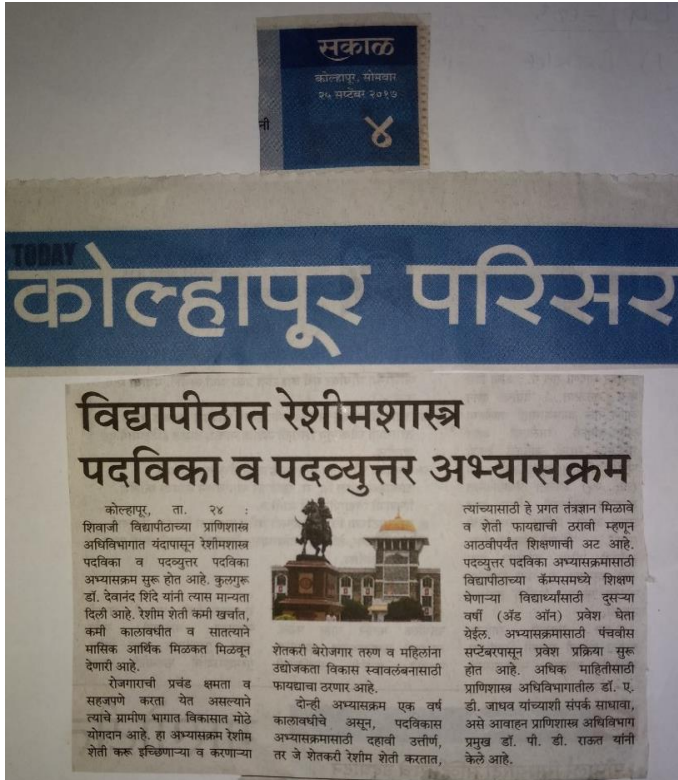 सकाळ
कोल्हापूर, सोमवार
२५ सप्टेंबर २०१७
नी
४
TODAY
कोल्हापूर परिसर
विद्यापीठात रेशीमशास्त्र
पदविका व पदव्युत्तर अभ्यासक्रम
कोल्हापूर, ता. २४ :
शिवाजी विद्यापीठाच्या प्राणिशास्त्र
अधिविभागात यंदापासून रेशीमशास्त्र
पदविका व पदव्युत्तर पदविका
अभ्यासक्रम सुरू होत आहे. कुलगुरू
डॉ. देवानंद शिंदे यांनी त्यास मान्यता
दिली आहे. रेशीम शेती कमी खर्चात,
कमी कालावधीत व सातत्याने
मासिक आर्थिक मिळकत मिळवून
देणारी आहे.
रोजगाराची प्रचंड क्षमता व
सहजपणे करता येत असल्याने
त्याचे ग्रामीण भागात विकासात मोठे
योगदान आहे. हा अभ्यासक्रम रेशीम
शेती करू इच्छिणाऱ्या व करणाऱ्या
शेतकरी बेरोजगार तरुण व महिलांना
उद्योजकता विकास स्वावलंबनासाठी
फायद्याचा ठरणार आहे.
दोन्ही अभ्यासक्रम एक वर्ष
कालावधीचे असून, पदविकास
अभ्यासक्रमासाठी दहावी उत्तीर्ण,
तर जे शेतकरी रेशीम शेती करतात,
त्यांच्यासाठी हे प्रगत तंत्रज्ञान मिळावे
व शेती फायद्याची ठरावी म्हणून
आठवीपर्यंत शिक्षणाची अट आहे.
पदव्युत्तर पदविका अभ्यासक्रमासाठी
विद्यापीठाच्या कॅम्पसमध्ये शिक्षण
घेणाऱ्या विद्यार्थ्यांसाठी दुसऱ्या
वर्षी (ॲड ऑन) प्रवेश घेता
येईल. अभ्यासक्रमासाठी पंचवीस
सप्टेंबरपासून प्रवेश प्रक्रिया सुरू
होत आहे. अधिक माहितीसाठी
प्राणिशास्त्र अधिविभागातील डॉ. ए.
डी. जाधव यांच्याशी संपर्क साधावा,
असे आवाहन प्राणिशास्त्र अधिविभाग
प्रमुख डॉ. पी. डी. राऊत यांनी
केले आहे.